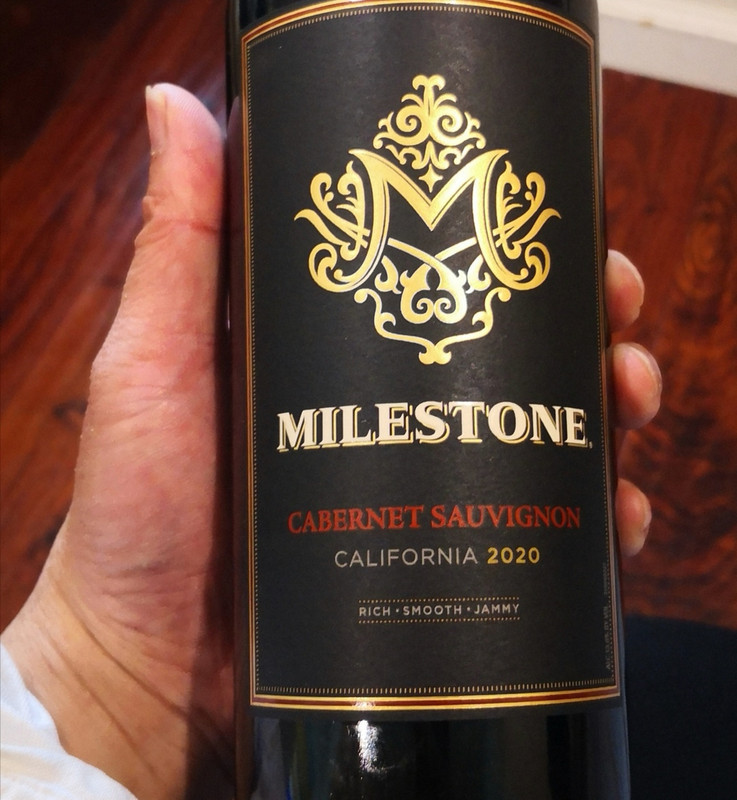 M
MILESTONE
CABERNET SAUVIGNON
CALIFORNIA 2020
RICH • SMOOTH • JAMMY